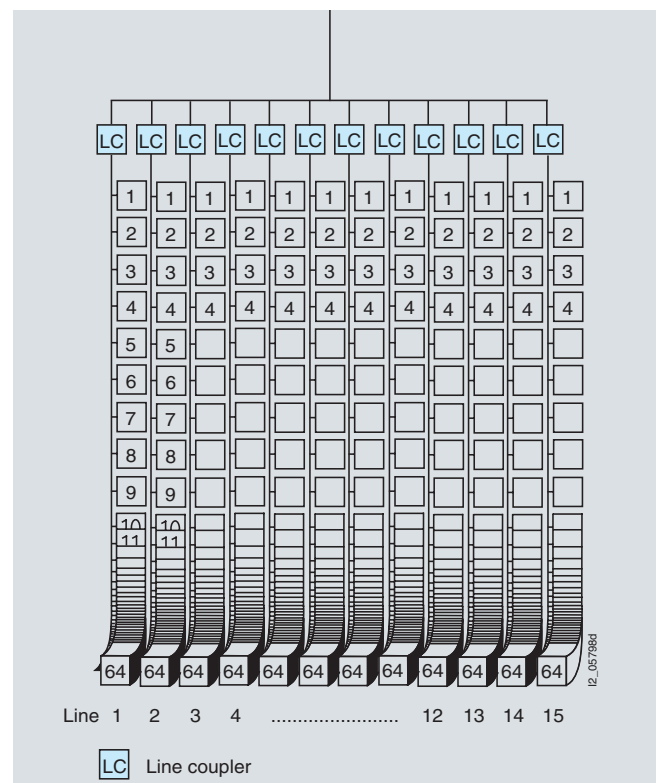 LC LC LC LC LC LC LC LC LC LC LC LC
1 1 1 1 1 1 1 1 1 1 1 1
2 2 2 2 2 2 2 2 2 2 2 2
3 3 3 3 3 3 3 3 3 3 3 3
4 4 4 4 4 4 4 4 4 4 4 4
5 5
6 6
7 7
8 8
9 9
10 10
11 11
64 64 64 64 64 64 64 64 64 64 64 64
I2_05798d
Line 1 2 3 4 ........................ 12 13 14 15
LC Line coupler